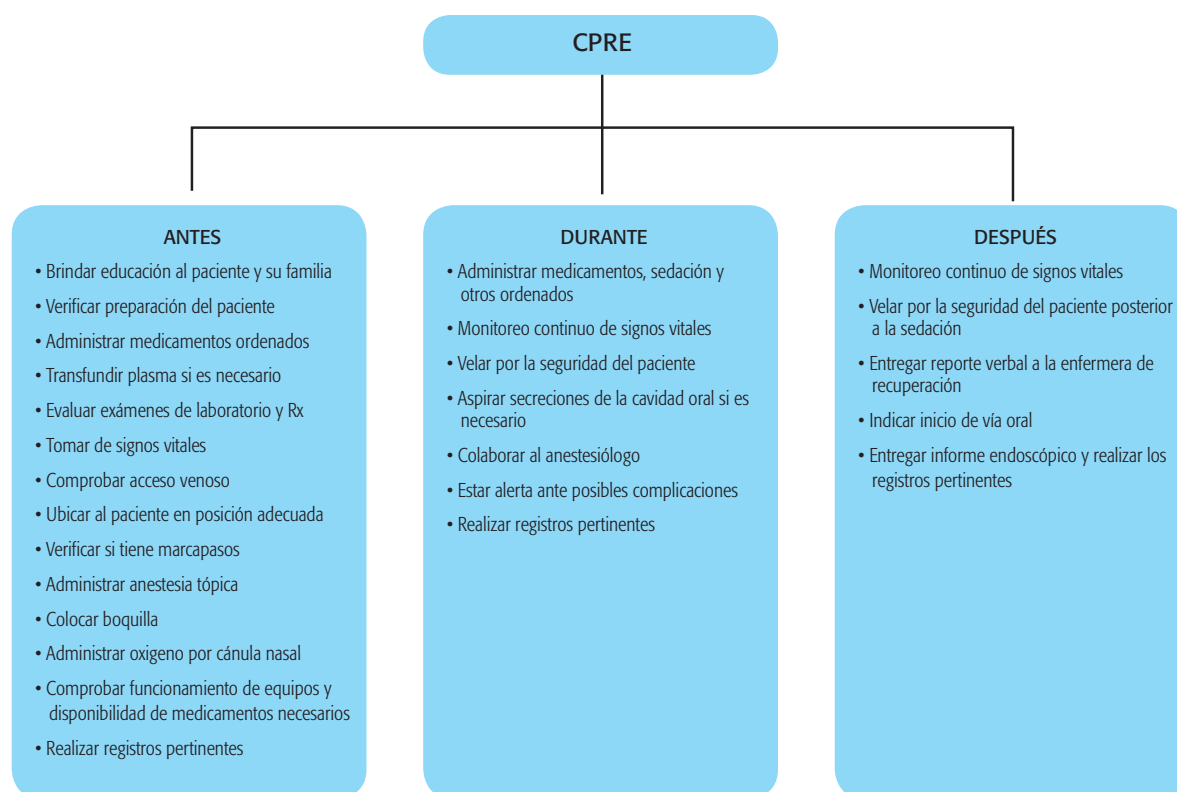 CPRE
ANTES
• Brindar educación al paciente y su familia
• Verificar preparación del paciente
• Administrar medicamentos ordenados
• Transfundir plasma si es necesario
• Evaluar exámenes de laboratorio y Rx
• Tomar de signos vitales
• Comprobar acceso venoso
• Ubicar al paciente en posición adecuada
• Verificar si tiene marcapasos
• Administrar anestesia tópica
• Colocar boquilla
• Administrar oxigeno por cánula nasal
• Comprobar funcionamiento de equipos y
disponibilidad de medicamentos necesarios
• Realizar registros pertinentes
DURANTE
• Administrar medicamentos, sedación y
otros ordenados
• Monitoreo continuo de signos vitales
• Velar por la seguridad del paciente
• Aspirar secreciones de la cavidad oral si es
necesario
• Colaborar al anestesiólogo
• Estar alerta ante posibles complicaciones
• Realizar registros pertinentes
DESPUÉS
• Monitoreo continuo de signos vitales
• Velar por la seguridad del paciente posterior
a la sedación
• Entregar reporte verbal a la enfermera de
recuperación
• Indicar inicio de vía oral
• Entregar informe endoscópico y realizar los
registros pertinentes